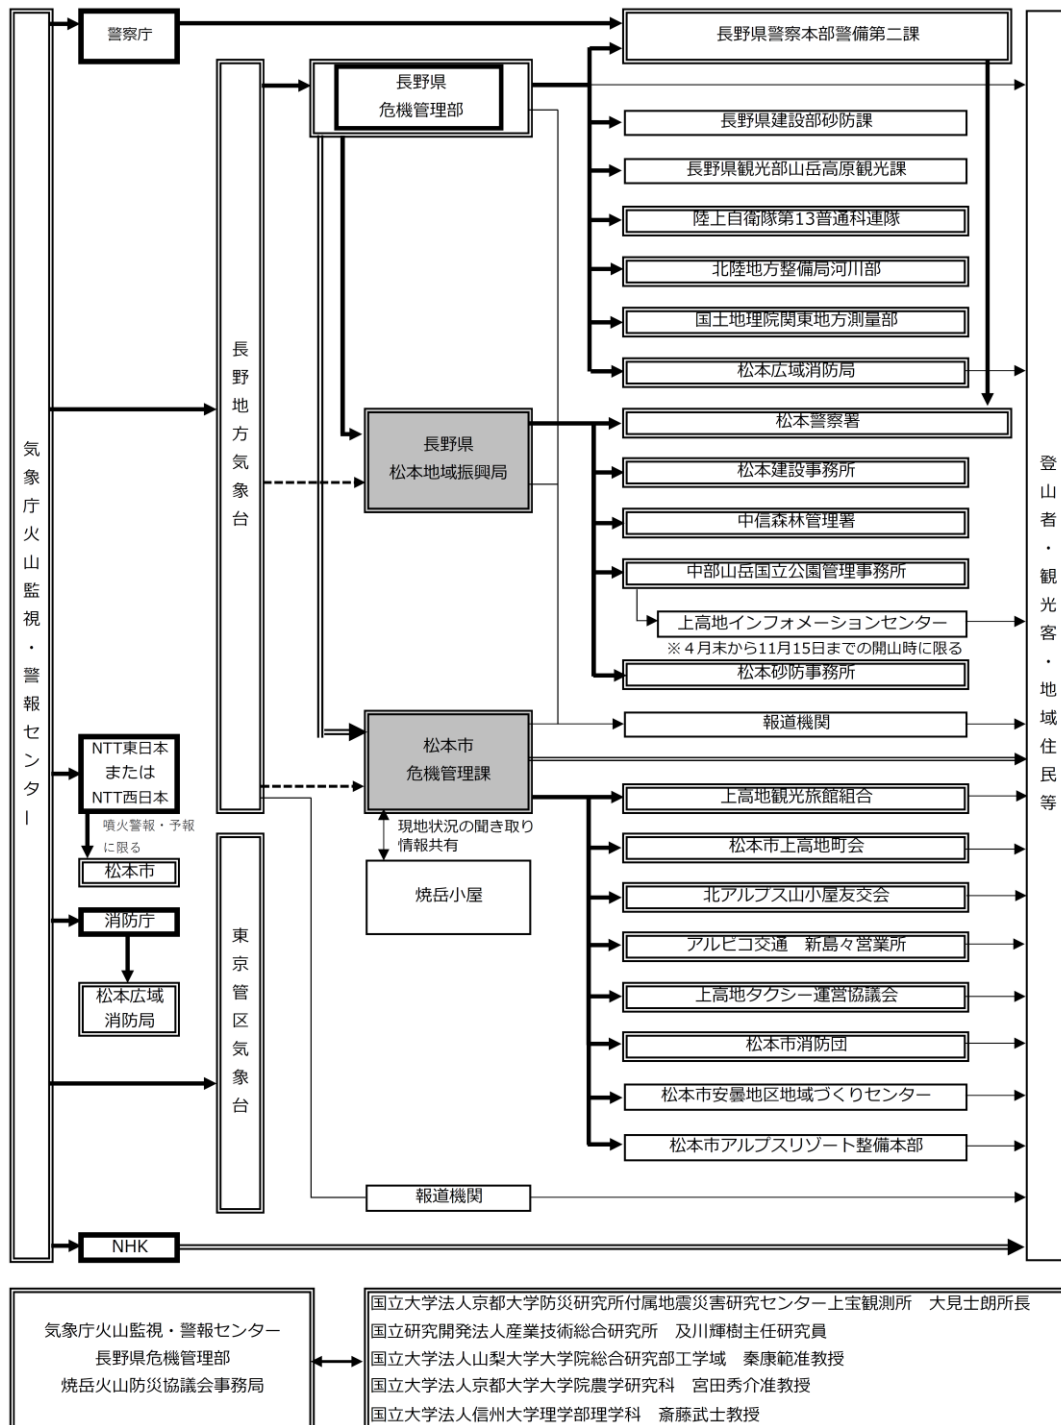 気象庁火山監視・警報センター
警察庁
長野県警察本部警備第二課
長野県
危機管理部
長野県建設部砂防課
長野県観光部山岳高原観光課
陸上自衛隊第13普通科連隊
北陸地方整備局河川部
国土地理院関東地方測量部
松本広域消防局
長野地方気象台
長野県
松本地域振興局
松本警察署
松本建設事務所
中信森林管理署
中部山岳国立公園管理事務所
上高地インフォメーションセンター
※４月末から11月15日までの開山時に限る
松本砂防事務所
登山者・観光客・地域住民等
報道機関
松本市
危機管理課
NTT東日本
または
NTT西日本
噴火警報・予報
に限る
松本市
現地状況の聞き取り
情報共有
焼岳小屋
上高地観光旅館組合
松本市上高地町会
北アルプス山小屋友交会
アルピコ交通　新島々営業所
上高地タクシー運営協議会
松本市消防団
松本市安曇地区地域づくりセンター
松本市アルプスリゾート整備本部
消防庁
松本広域
消防局
東京管区気象台
報道機関
NHK
気象庁火山監視・警報センター
長野県危機管理部
焼岳火山防災協議会事務局
国立大学法人京都大学防災研究所付属地震災害研究センター上宝観測所　大見士朗所長
国立研究開発法人産業技術総合研究所　及川輝樹主任研究員
国立大学法人山梨大学大学院総合研究部工学域　秦康範准教授
国立大学法人京都大学大学院農学研究科　宮田秀介准教授
国立大学法人信州大学理学部理学科　斎藤武士教授